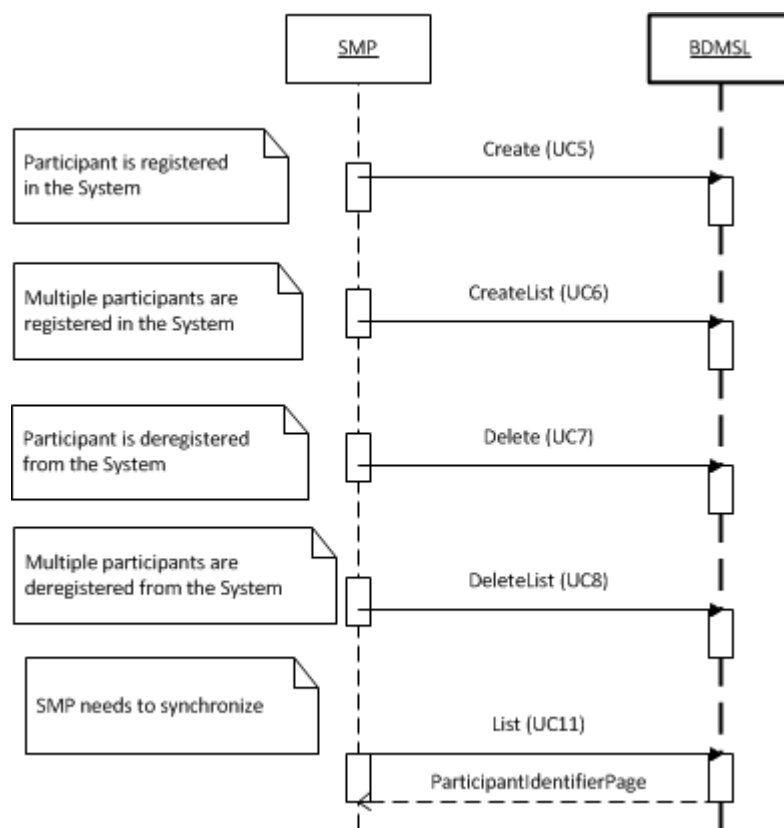 SMP
BDMSL
Participant is registered
in the System
Create (UC5)
Multiple participants are
registered in the System
CreateList (UC6)
Participant is deregistered
from the System
Delete (UC7)
Multiple participants are
deregistered from the System
DeleteList (UC8)
SMP needs to synchronize
List (UC11)
ParticipantIdentifierPage